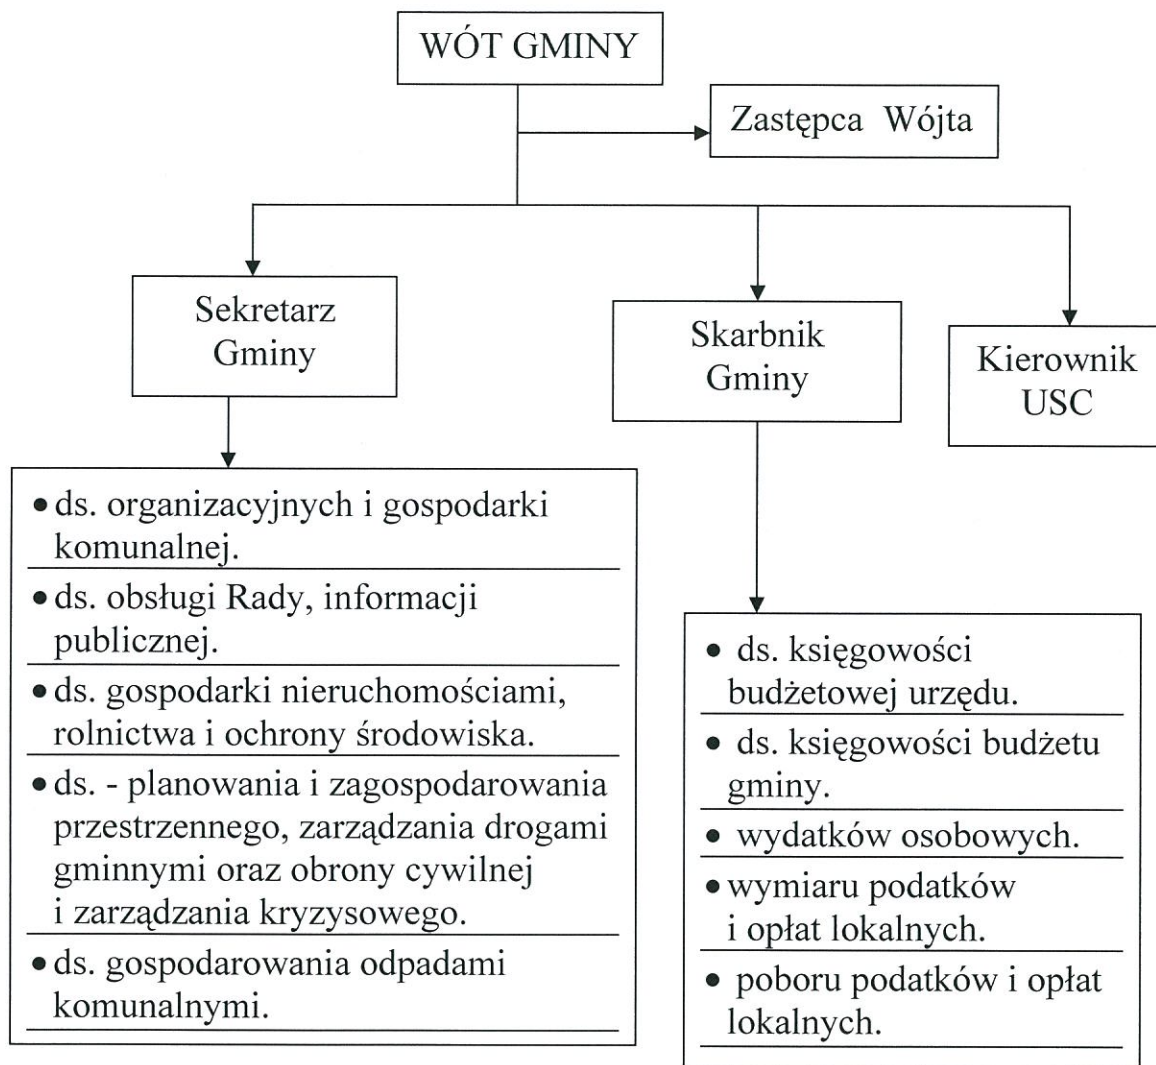 WÓT GMINY
Zastępca Wójta
Sekretarz
Gminy
Skarbnik
Gminy
Kierownik
USC
• ds. organizacyjnych i gospodarki
komunalnej.
• ds. obsługi Rady, informacji
publicznej.
• ds. gospodarki nieruchomościami,
rolnictwa i ochrony środowiska.
• ds. - planowania i zagospodarowania
przestrzennego, zarządzania drogami
gminnymi oraz obrony cywilnej
i zarządzania kryzysowego.
• ds. gospodarowania odpadami
komunalnymi.
• ds. księgowości
budżetowej urzędu.
• ds. księgowości budżetu
gminy.
• wydatków osobowych.
• wymiaru podatków
i opłat lokalnych.
• poboru podatków i opłat
lokalnych.